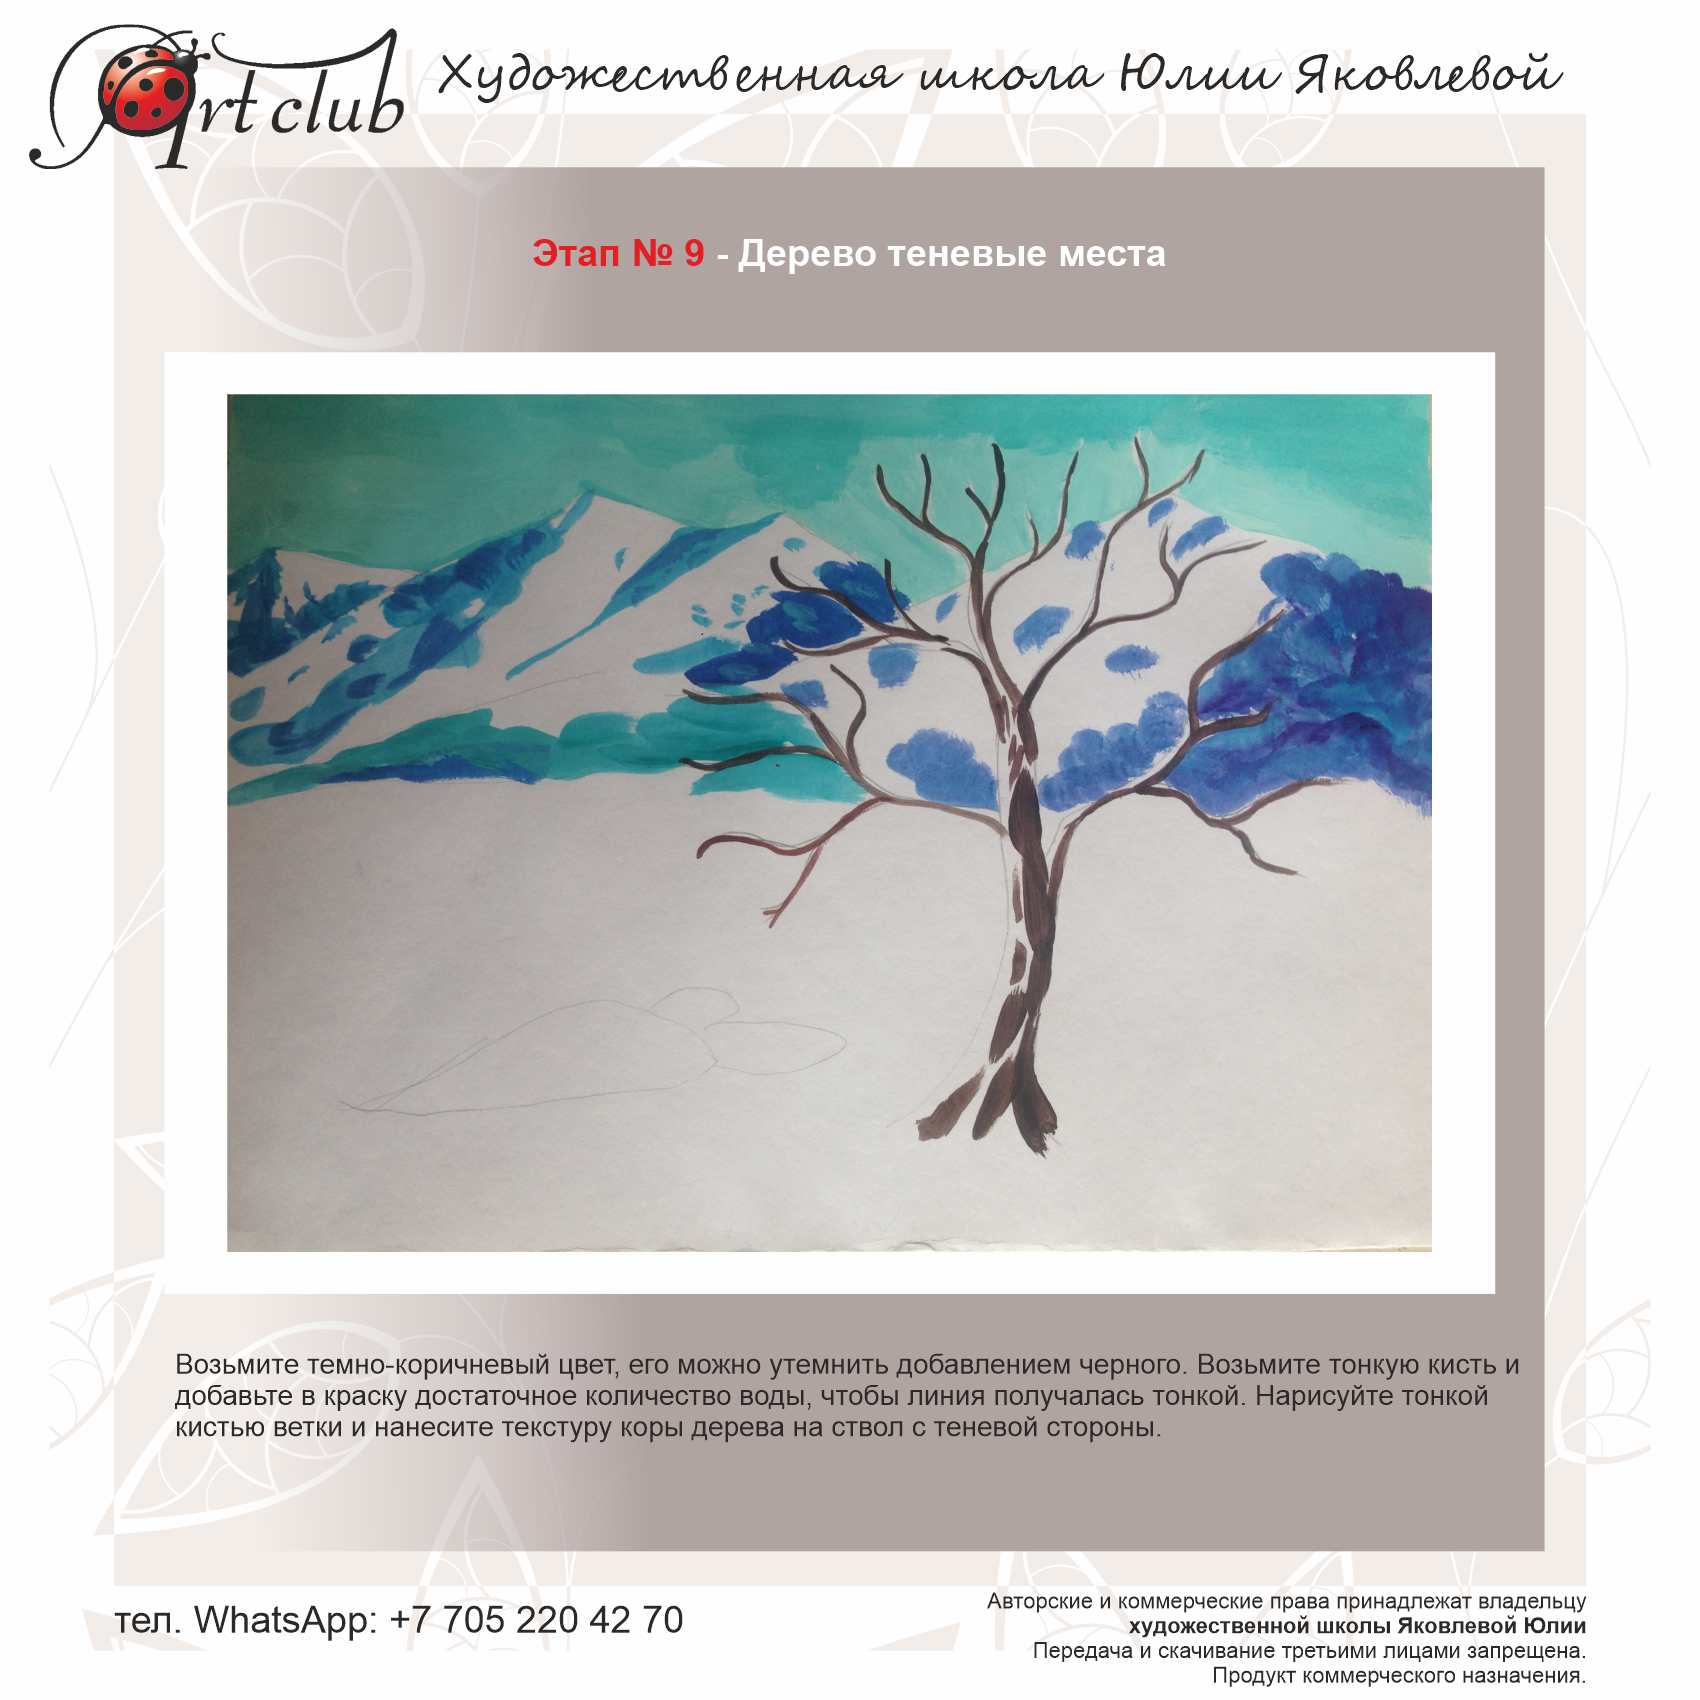 Art club
Художественная школа Юлии Яковлевой
Этап № 9 - Дерево теневые места
Возьмите темно-коричневый цвет, его можно утемнить добавлением черного. Возьмите тонкую кисть и
добавьте в краску достаточное количество воды, чтобы линия получалась тонкой. Нарисуйте тонкой
кистью ветки и нанесите текстуру коры дерева на ствол с теневой стороны.
тел. WhatsApp: +7 705 220 42 70
Авторские и коммерческие права принадлежат владельцу
художественной школы Яковлевой Юлии
Передача и скачивание третьими лицами запрещена.
Продукт коммерческого назначения.